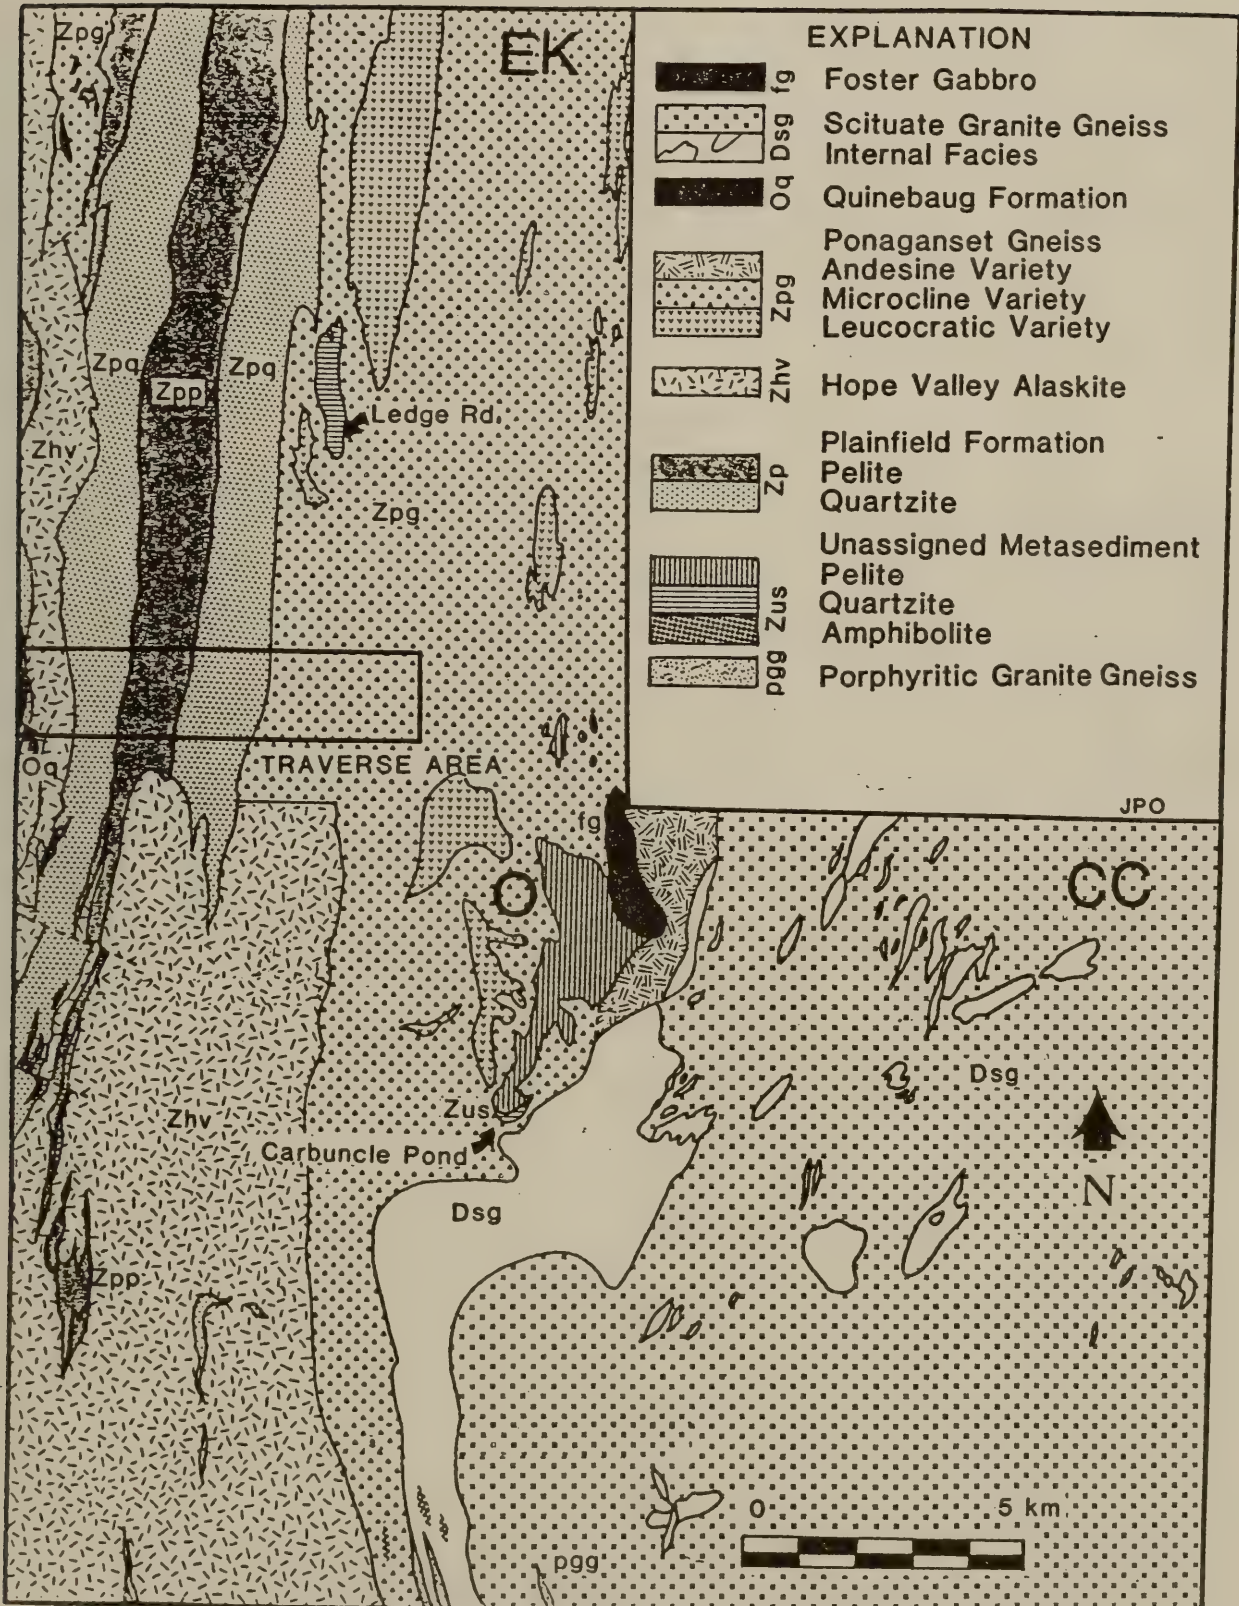 EXPLANATION
fg Foster Gabbro
Dsg Scituate Granite Gneiss
Internal Facies
Oq Quinebaug Formation
Zpg Ponaganset Gneiss
Andesine Variety
Microcline Variety
Leucocratic Variety
Zhv Hope Valley Alaskite
Zp Plainfield Formation
Pelite
Quartzite
Zus Unassigned Metasediment
Pelite
Quartzite
Amphibolite
pgg Porphyritic Granite Gneiss
JPO
Zpg
EK
Zpq
Zpp
Zpq
Ledge Rd.
Zhv
Zpg
Oq
TRAVERSE AREA
fg
O
CC
Dsg
Zus
Zhv
Carbuncle Pond
N
Dsg
Zpp
0 5 km
pgg